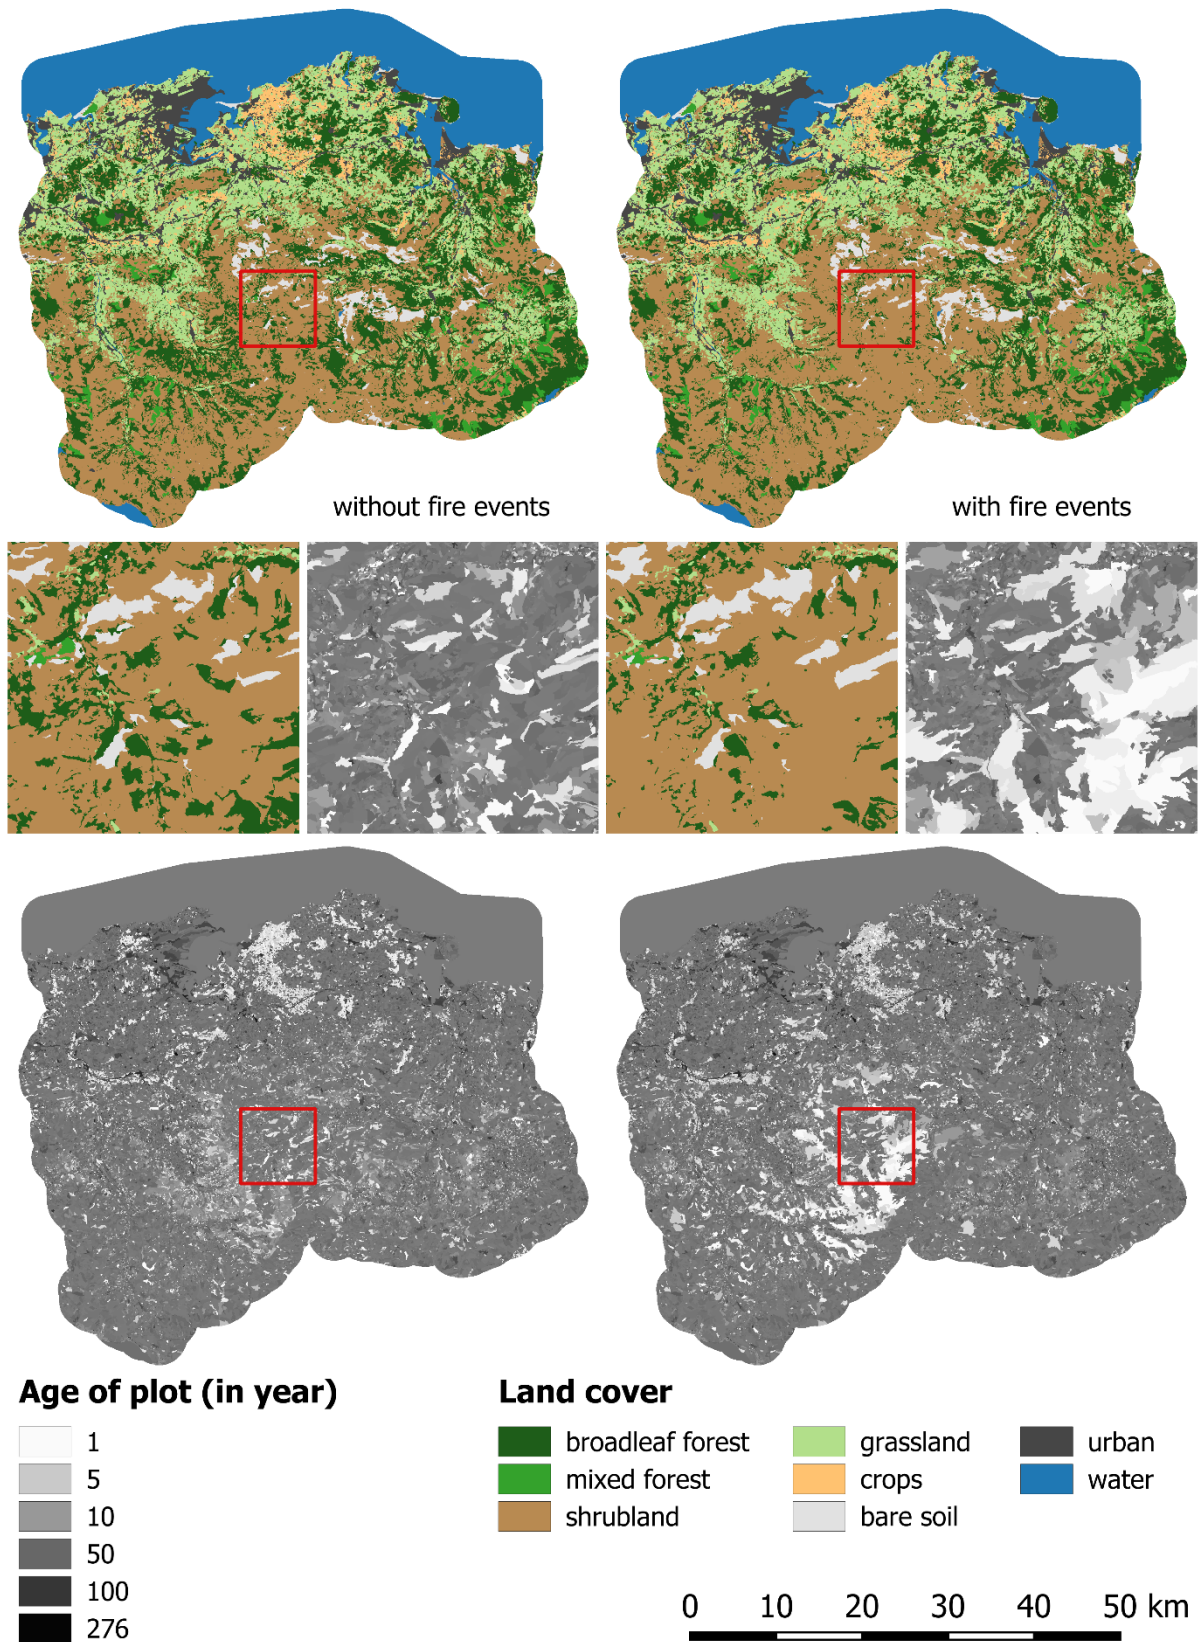 without fire events
with fire events
Age of plot (in year)
1
5
10
50
100
276
Land cover
broadleaf forest
mixed forest
shrubland
grassland
crops
bare soil
urban
water
0 10 20 30 40 50 km